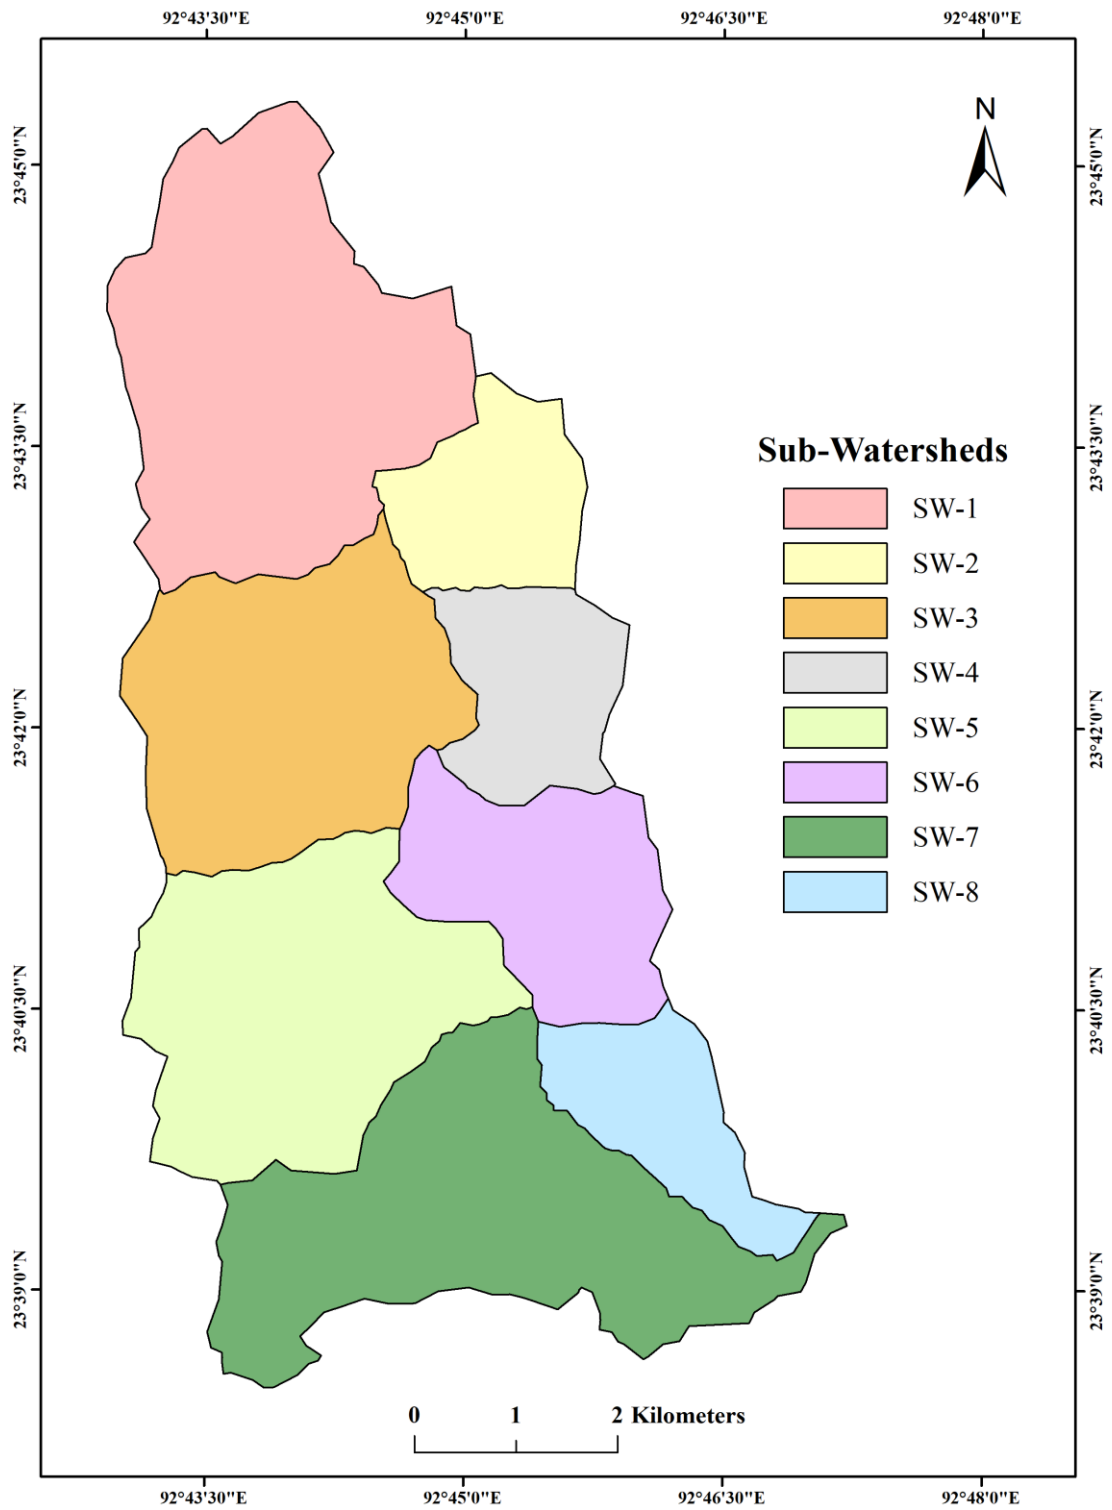 92°43'30"E 92°45'0"E 92°46'30"E 92°48'0"E
N
23°45'0"N 23°45'0"N
23°43'30"N 23°43'30"N
Sub-Watersheds
SW-1
SW-2
SW-3
SW-4
SW-5
SW-6
SW-7
SW-8
23°42'0"N 23°42'0"N
23°40'30"N 23°40'30"N
23°39'0"N 23°39'0"N
0 1 2 Kilometers
92°43'30"E 92°45'0"E 92°46'30"E 92°48'0"E